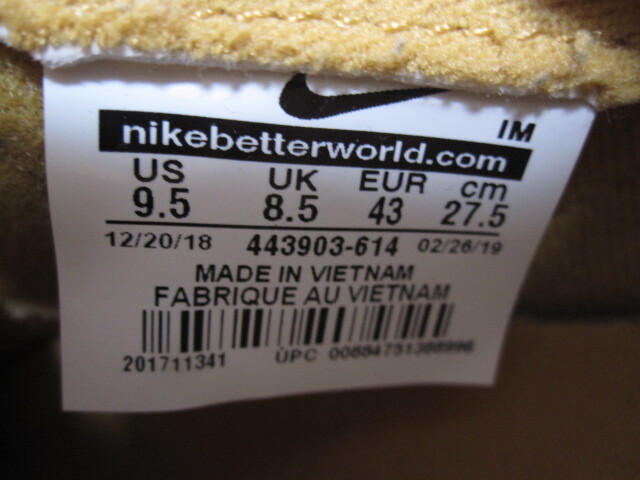 IM
nikebetterworld.com
US UK EUR cm
9.5 8.5 43 27.5
12/20/18 443903-614 02/26/19
MADE IN VIETNAM
FABRIQUE AU VIETNAM
201711341 UPC 00884751388996